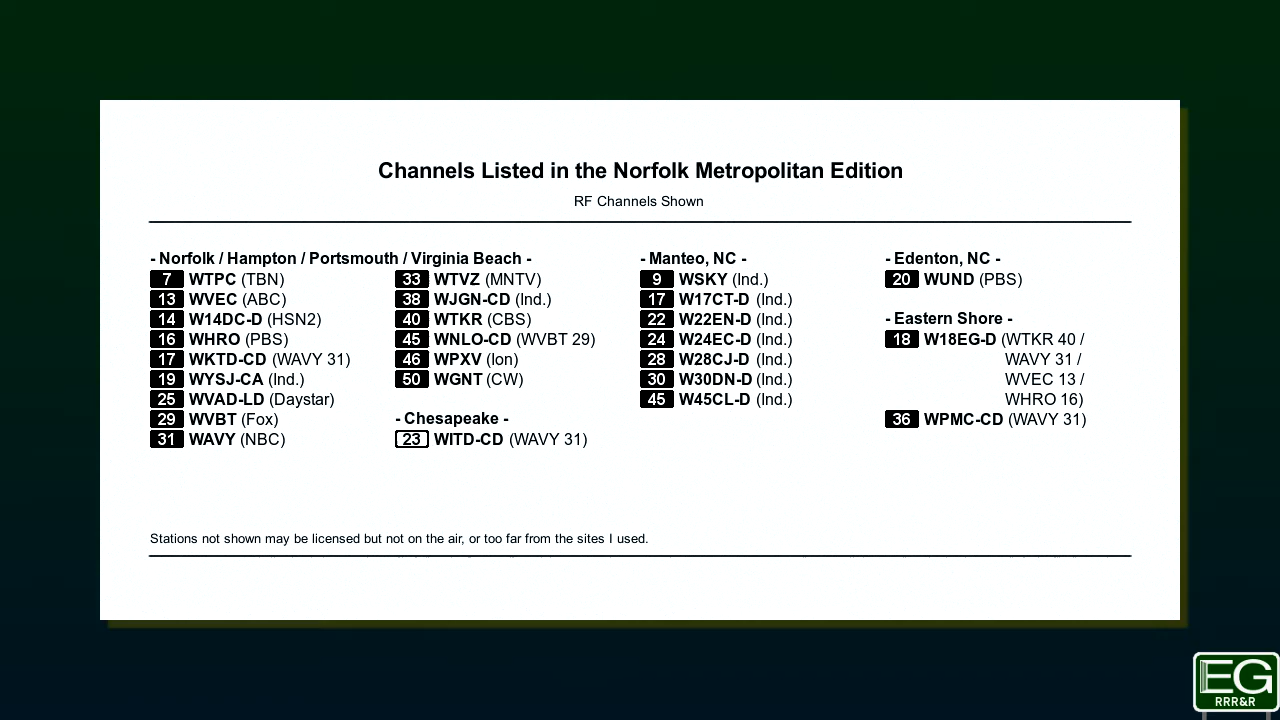 Channels Listed in the Norfolk Metropolitan Edition
RF Channels Shown
- Norfolk / Hampton / Portsmouth / Virginia Beach -
7 WTPC (TBN)
13 WVEC (ABC)
14 W14DC-D (HSN2)
16 WHRO (PBS)
17 WKTD-CD (WAVY 31)
19 WYSJ-CA (Ind.)
25 WVAD-LD (Daystar)
29 WVBT (Fox)
31 WAVY (NBC)
33 WTVZ (MNTV)
38 WJGN-CD (Ind.)
40 WTKR (CBS)
45 WNLO-CD (WVBT 29)
46 WPXV (Ion)
50 WGNT (CW)
- Chesapeake -
23 WITD-CD (WAVY 31)
- Manteo, NC -
9 WSKY (Ind.)
17 W17CT-D (Ind.)
22 W22EN-D (Ind.)
24 W24EC-D (Ind.)
28 W28CJ-D (Ind.)
30 W30DN-D (Ind.)
45 W45CL-D (Ind.)
- Edenton, NC -
20 WUND (PBS)
- Eastern Shore -
18 W18EG-D (WTKR 40 /
WAVY 31 /
WVEC 13 /
WHRO 16)
36 WPMC-CD (WAVY 31)
Stations not shown may be licensed but not on the air, or too far from the sites I used.
EG
RRR&R